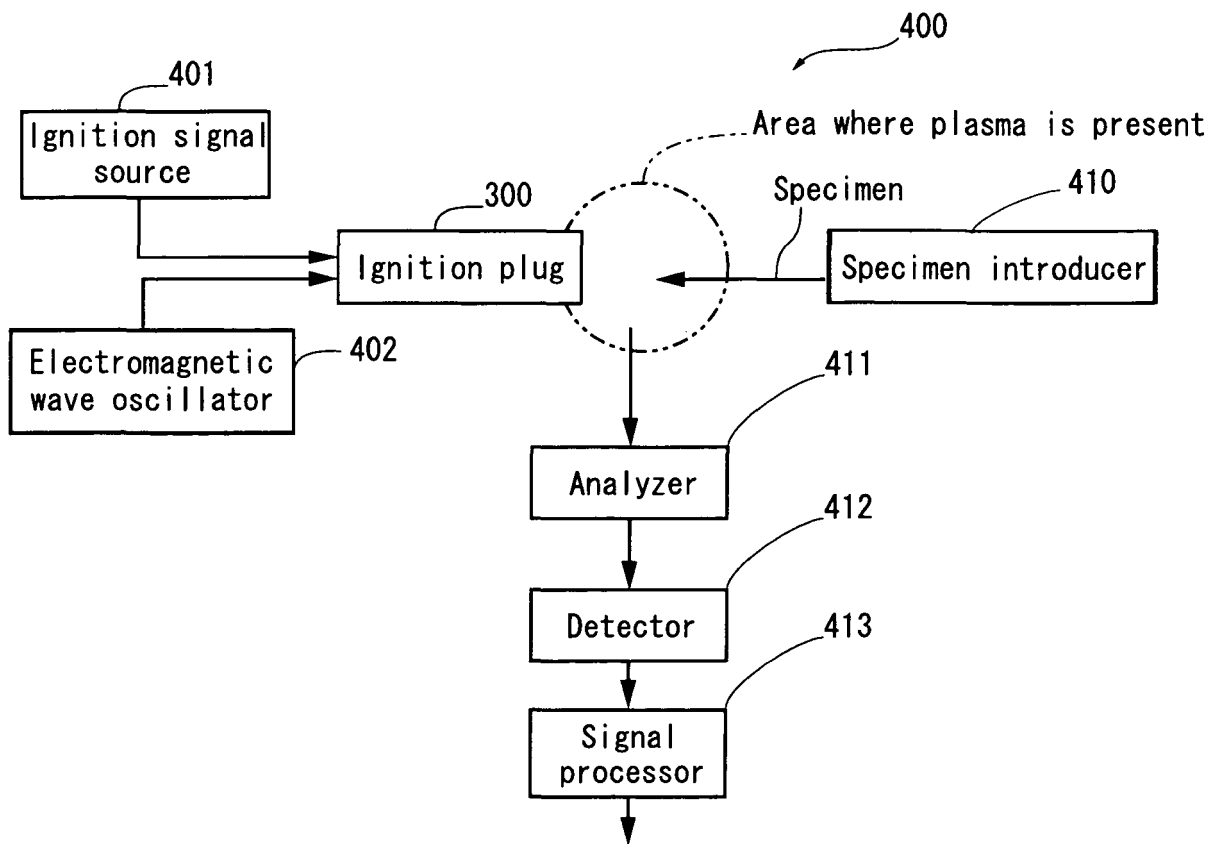 400
401
Ignition signal
source
Area where plasma is present
Specimen
300
410
Ignition plug
Specimen introducer
Electromagnetic
wave oscillator
402
411
Analyzer
412
Detector
413
Signal
processor